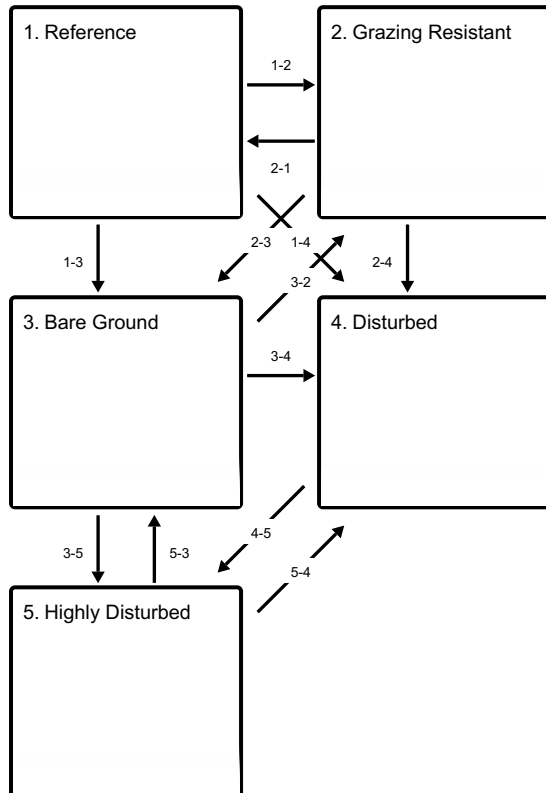 1. Reference
2. Grazing Resistant
1-2
2-1
2-3
1-4
1-3
3-2
2-4
3. Bare Ground
4. Disturbed
3-4
4-5
3-5
5-3
5-4
5. Highly Disturbed